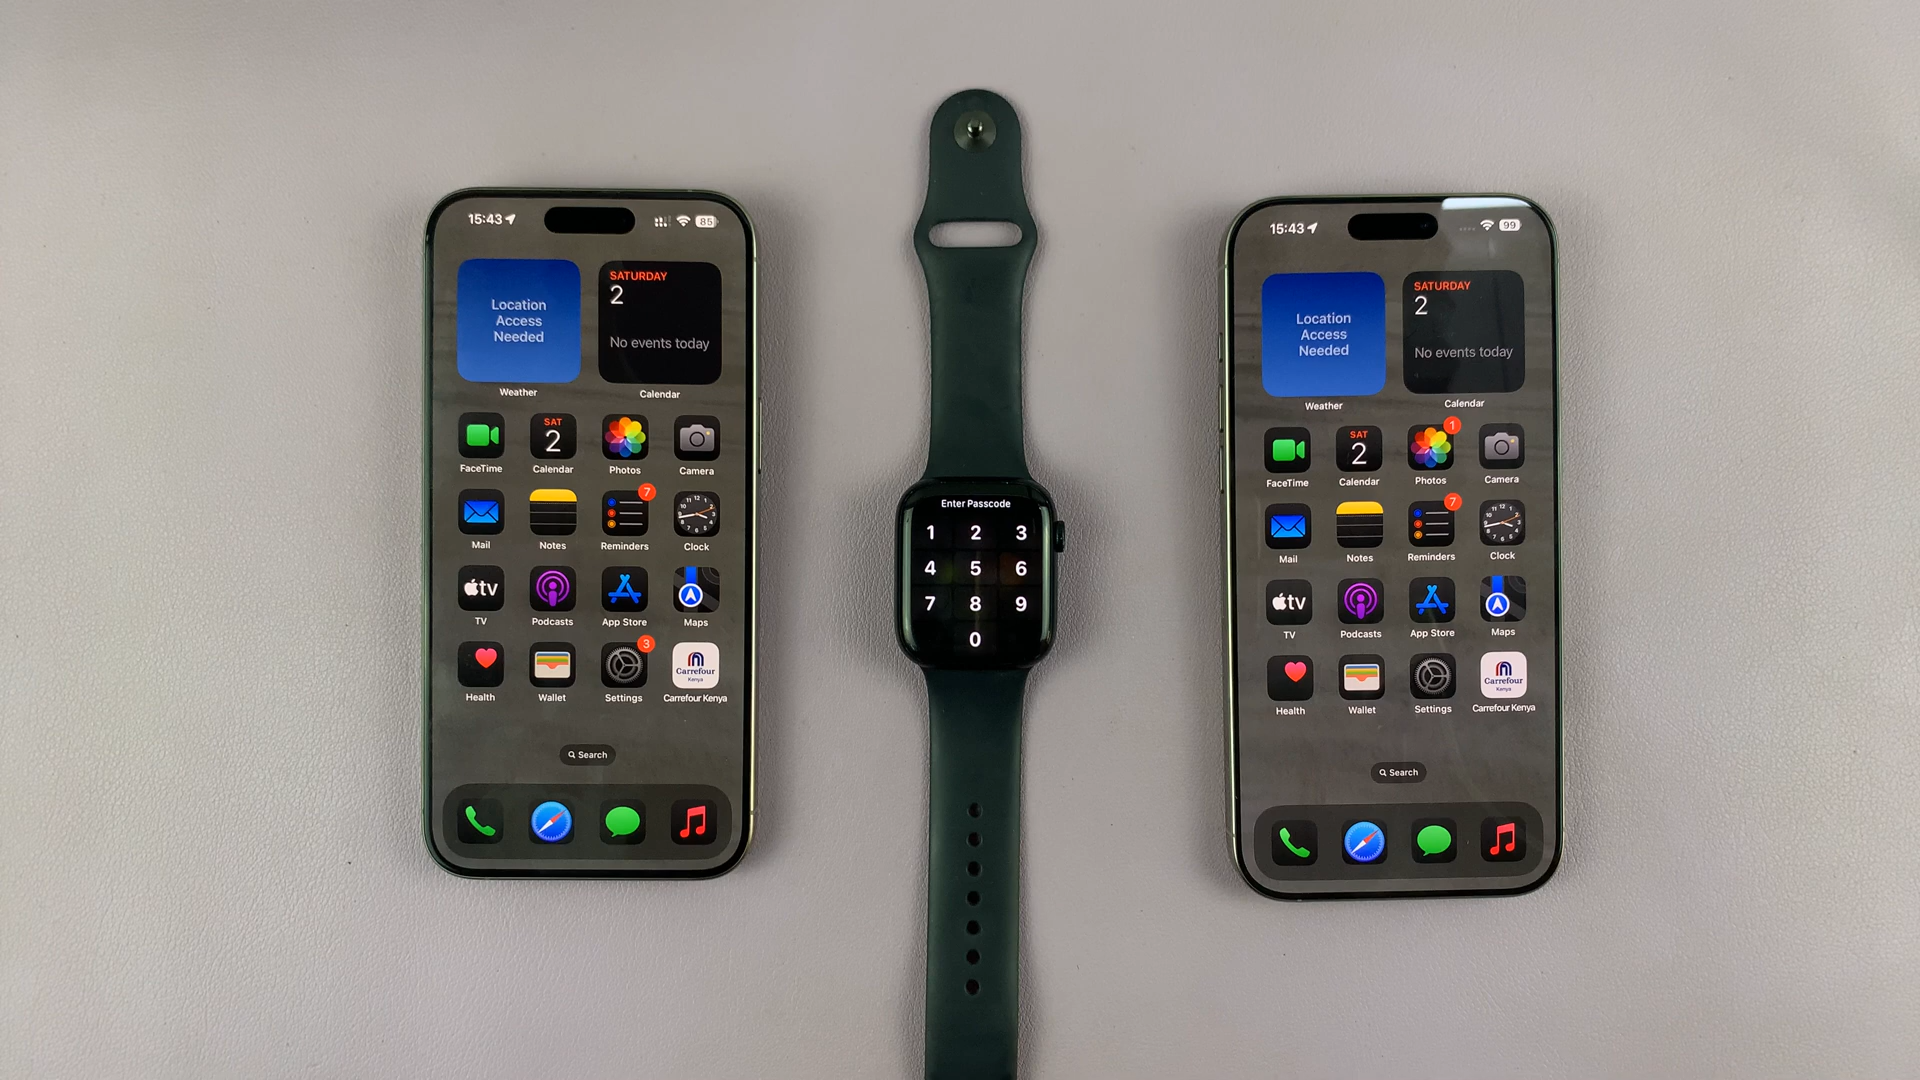 15:43
85
Location
Access
Needed
Weather
SATURDAY
2
No events today
Calendar
FaceTime
SAT
2
Calendar
Photos
Camera
Mail
Notes
7
Reminders
Clock
tv
TV
Podcasts
App Store
Maps
Health
Wallet
3
Settings
Carrefour
Kenya
Carrefour Kenya
Search
Enter Passcode
1 2 3
4 5 6
7 8 9
0
15:43
99
Location
Access
Needed
Weather
SATURDAY
2
No events today
Calendar
FaceTime
SAT
2
Calendar
1
Photos
Camera
Mail
Notes
7
Reminders
Clock
tv
TV
Podcasts
App Store
Maps
Health
Wallet
Settings
Carrefour
Kenya
Carrefour Kenya
Search